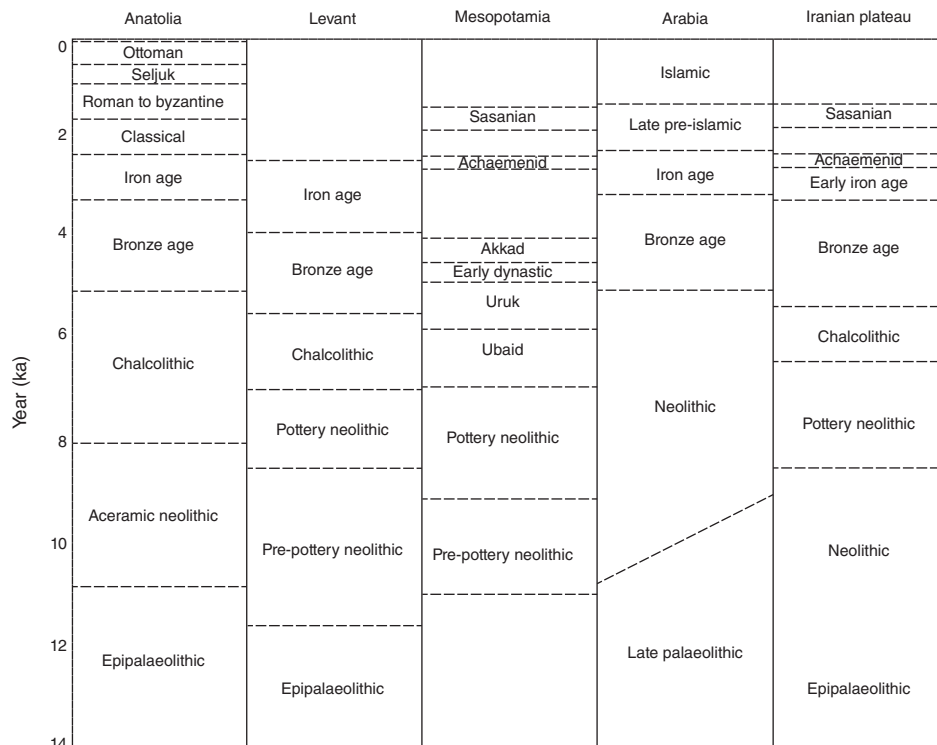 Anatolia
Levant
Mesopotamia
Arabia
Iranian plateau
Year (ka)
0
2
4
6
8
10
12
14
Ottoman
Seljuk
Roman to byzantine
Classical
Iron age
Bronze age
Chalcolithic
Aceramic neolithic
Epipalaeolithic
Iron age
Bronze age
Chalcolithic
Pottery neolithic
Pre-pottery neolithic
Epipalaeolithic
Sasanian
Achaemenid
Akkad
Early dynastic
Uruk
Ubaid
Pottery neolithic
Pre-pottery neolithic
Islamic
Late pre-islamic
Iron age
Bronze age
Neolithic
Late palaeolithic
Sasanian
Achaemenid
Early iron age
Bronze age
Chalcolithic
Pottery neolithic
Neolithic
Epipalaeolithic